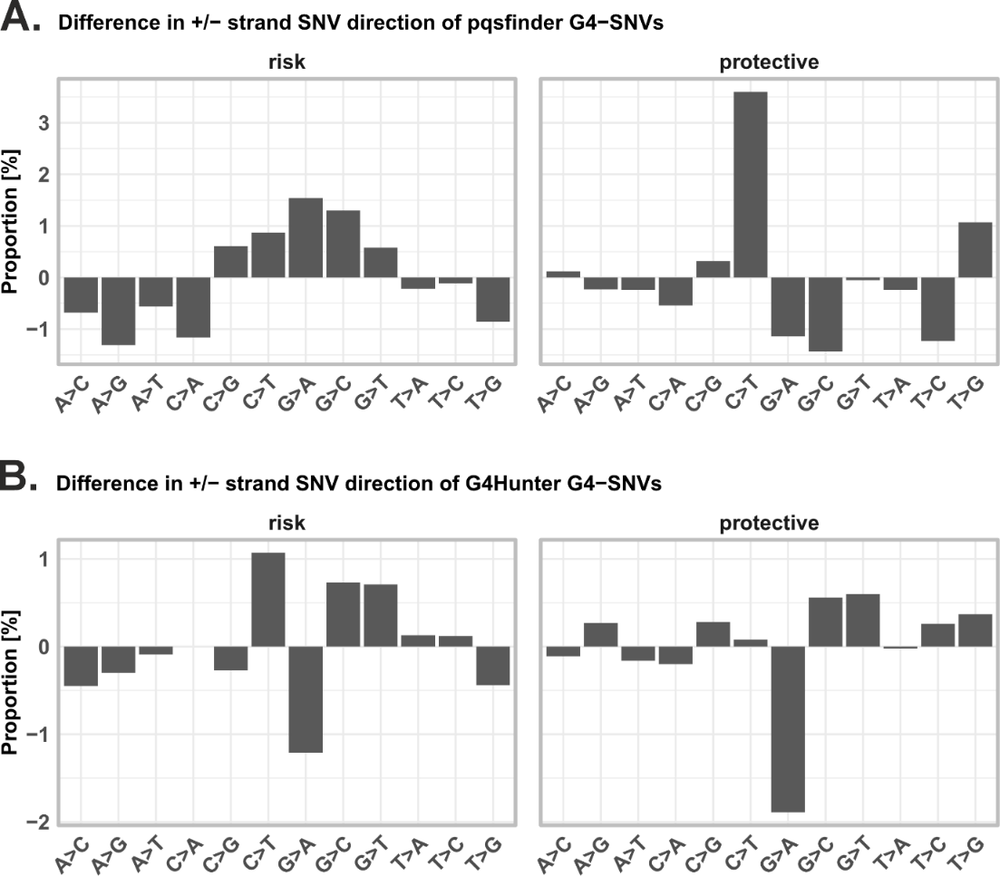 A. Difference in +/− strand SNV direction of pqsfinder G4−SNVs
risk protective
Proportion [%]
3
2
1
0
−1
A>C A>G A>T C>A C>G C>T G>A G>C G>T T>A T>C T>G A>C A>G A>T C>A C>G C>T G>A G>C G>T T>A T>C T>G
B. Difference in +/− strand SNV direction of G4Hunter G4−SNVs
risk protective
Proportion [%]
1
0
−1
−2
A>C A>G A>T C>A C>G C>T G>A G>C G>T T>A T>C T>G A>C A>G A>T C>A C>G C>T G>A G>C G>T T>A T>C T>G